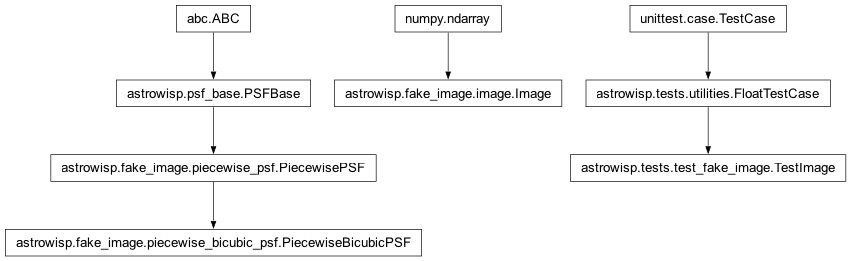 abc.ABC
numpy.ndarray
unittest.case.TestCase
astrowisp.psf_base.PSFBase
astrowisp.fake_image.image.Image
astrowisp.tests.utilities.FloatTestCase
astrowisp.fake_image.piecewise_psf.PiecewisePSF
astrowisp.tests.test_fake_image.TestImage
astrowisp.fake_image.piecewise_bicubic_psf.PiecewiseBicubicPSF